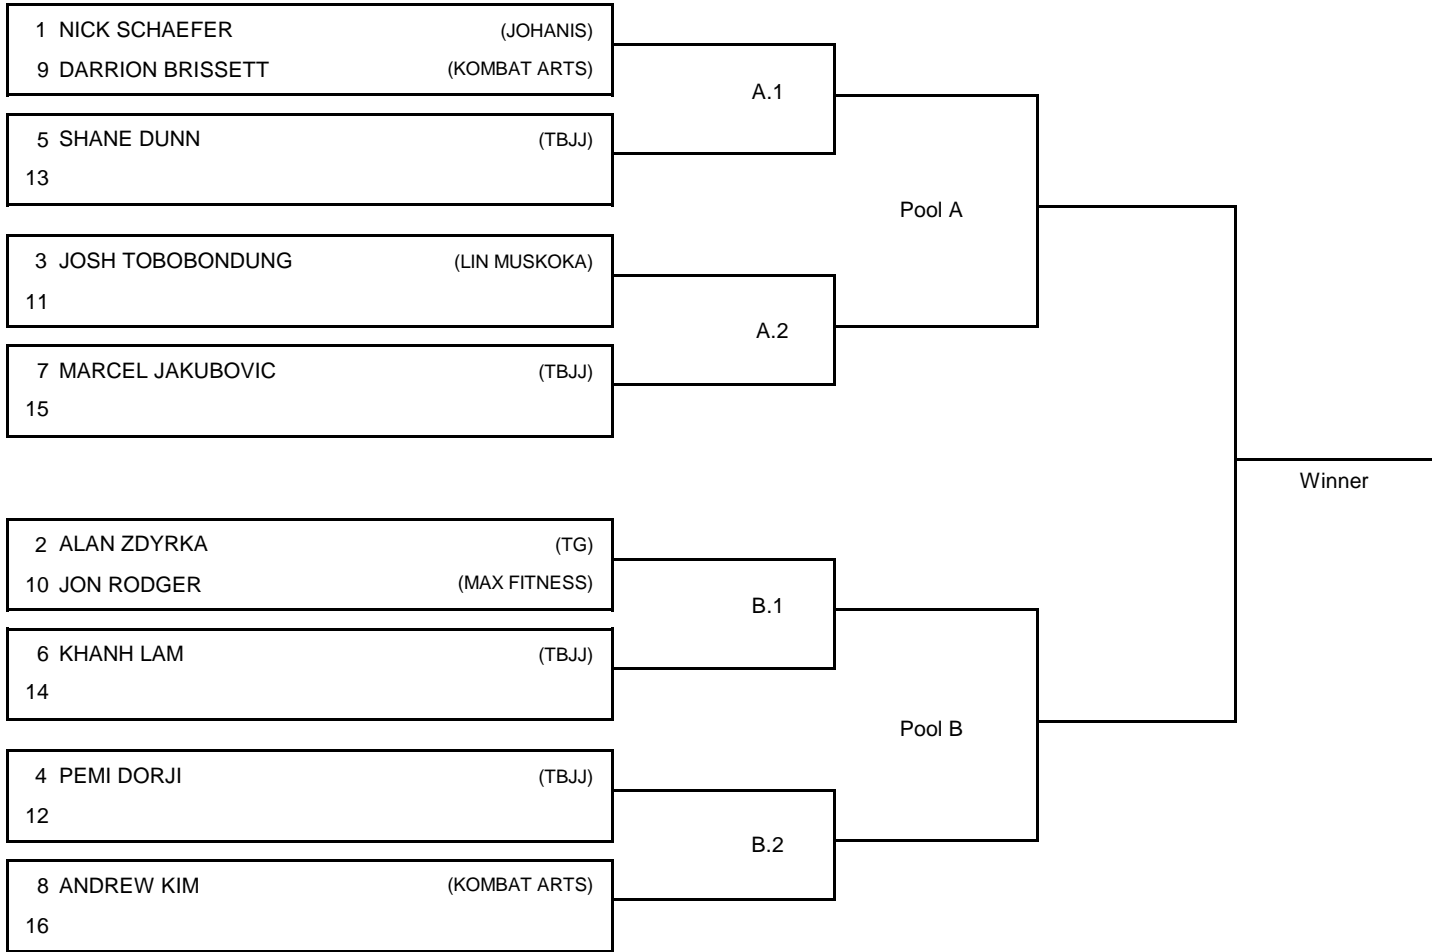 1 NICK SCHAEFER (JOHANIS)
9 DARRION BRISSETT (KOMBAT ARTS)
A.1
5 SHANE DUNN (TBJJ)
13
Pool A
3 JOSH TOBOBONDUNG (LIN MUSKOKA)
11
A.2
7 MARCEL JAKUBOVIC (TBJJ)
15
Winner
2 ALAN ZDYRKA (TG)
10 JON RODGER (MAX FITNESS)
B.1
6 KHANH LAM (TBJJ)
14
Pool B
4 PEMI DORJI (TBJJ)
12
B.2
8 ANDREW KIM (KOMBAT ARTS)
16